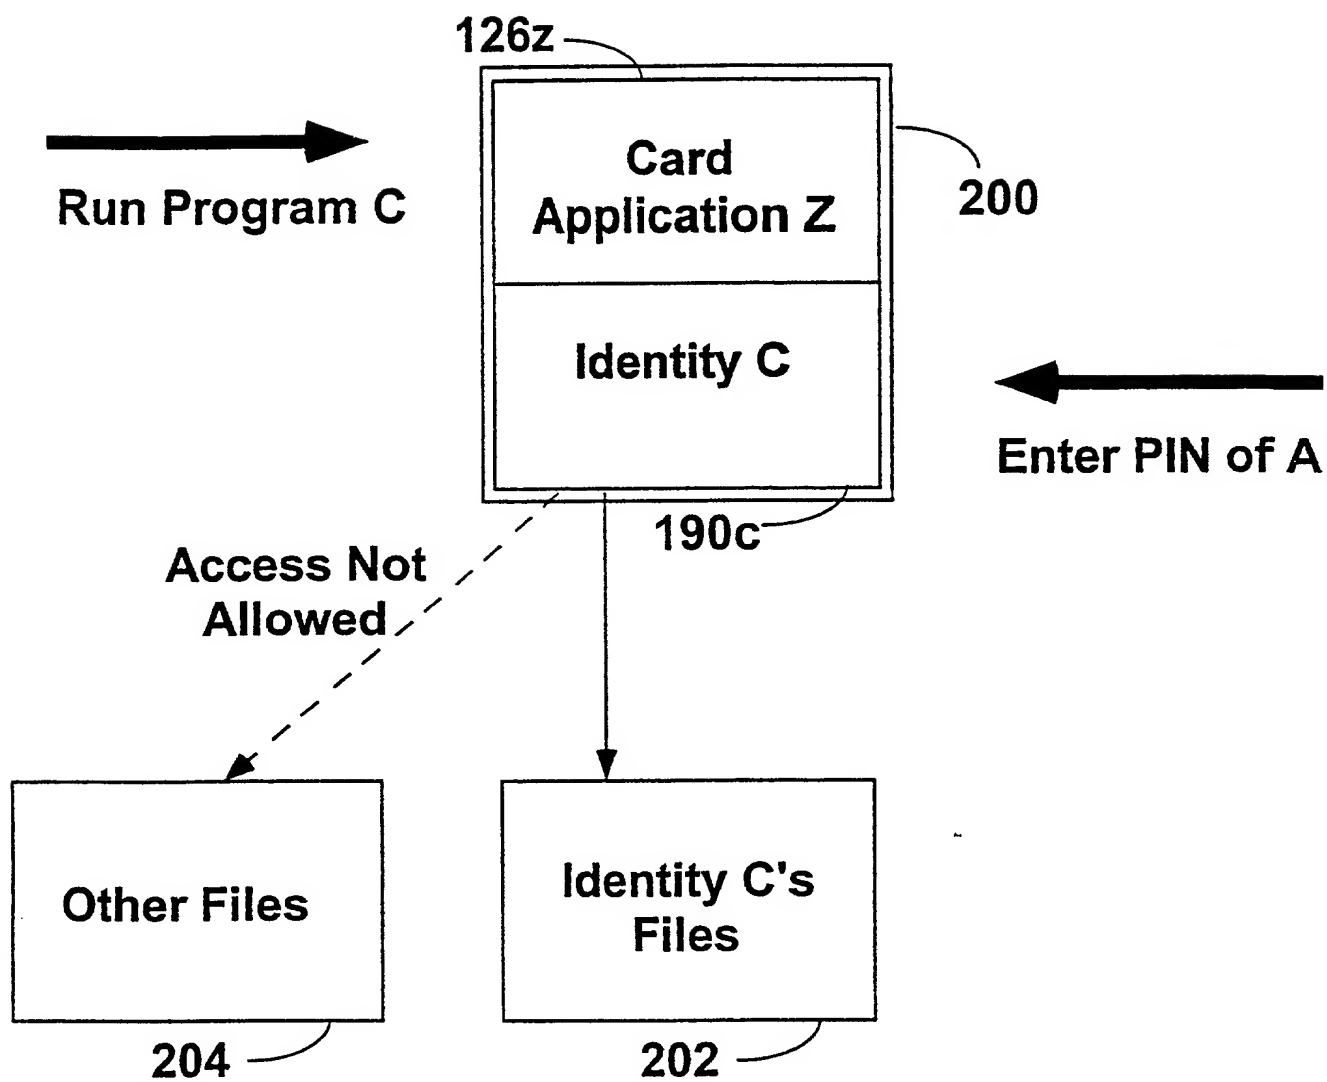 126z
Card
Application Z
200
Run Program C
Identity C
Enter PIN of A
190c
Access Not
Allowed
Other Files
Identity C's
Files
204
202